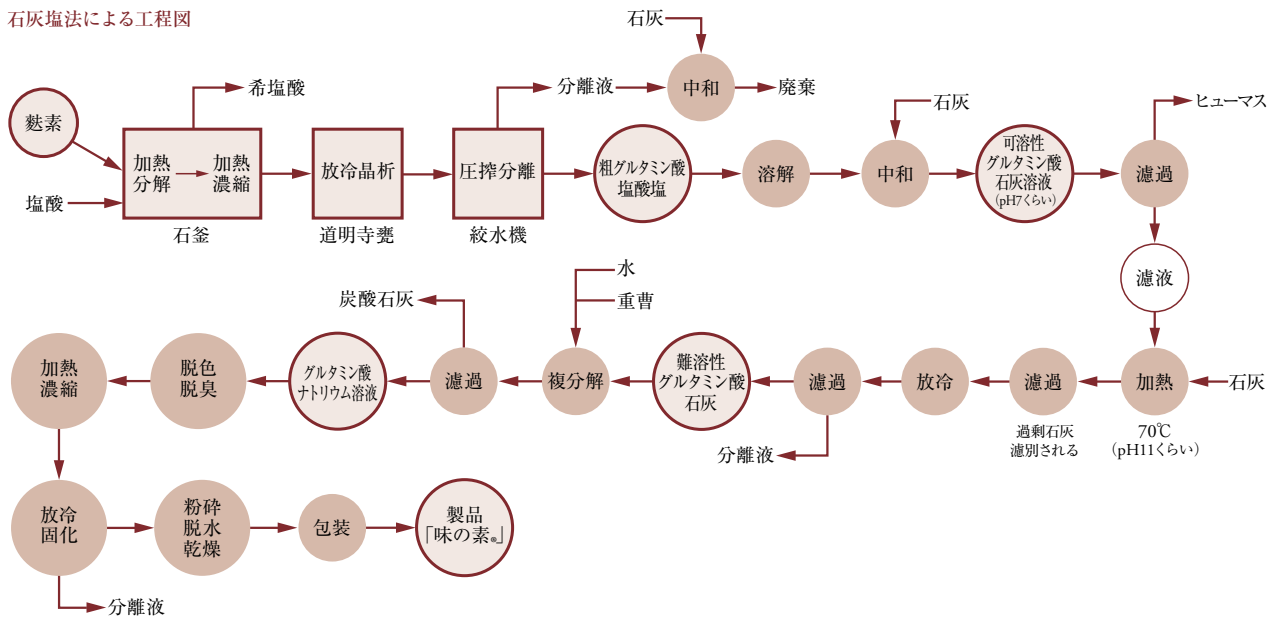 石灰塩法による工程図
石灰
希塩酸
分離液
中和
廃棄
麩素
塩酸
加熱
分解
加熱
濃縮
石釜
放冷晶析
道明寺甕
圧搾分離
絞水機
粗グルタミン酸
塩酸塩
溶解
石灰
中和
可溶性
グルタミン酸
石灰溶液
(pH7くらい)
ヒューマス
濾過
濾液
石灰
加熱
70℃
(pH11くらい)
濾過
過剰石灰
濾別される
放冷
濾過
分離液
難溶性
グルタミン酸
石灰
水
重曹
複分解
炭酸石灰
濾過
グルタミン酸
ナトリウム溶液
脱色
脱臭
加熱
濃縮
放冷
固化
分離液
粉砕
脱水
乾燥
包装
製品
「味の素®」